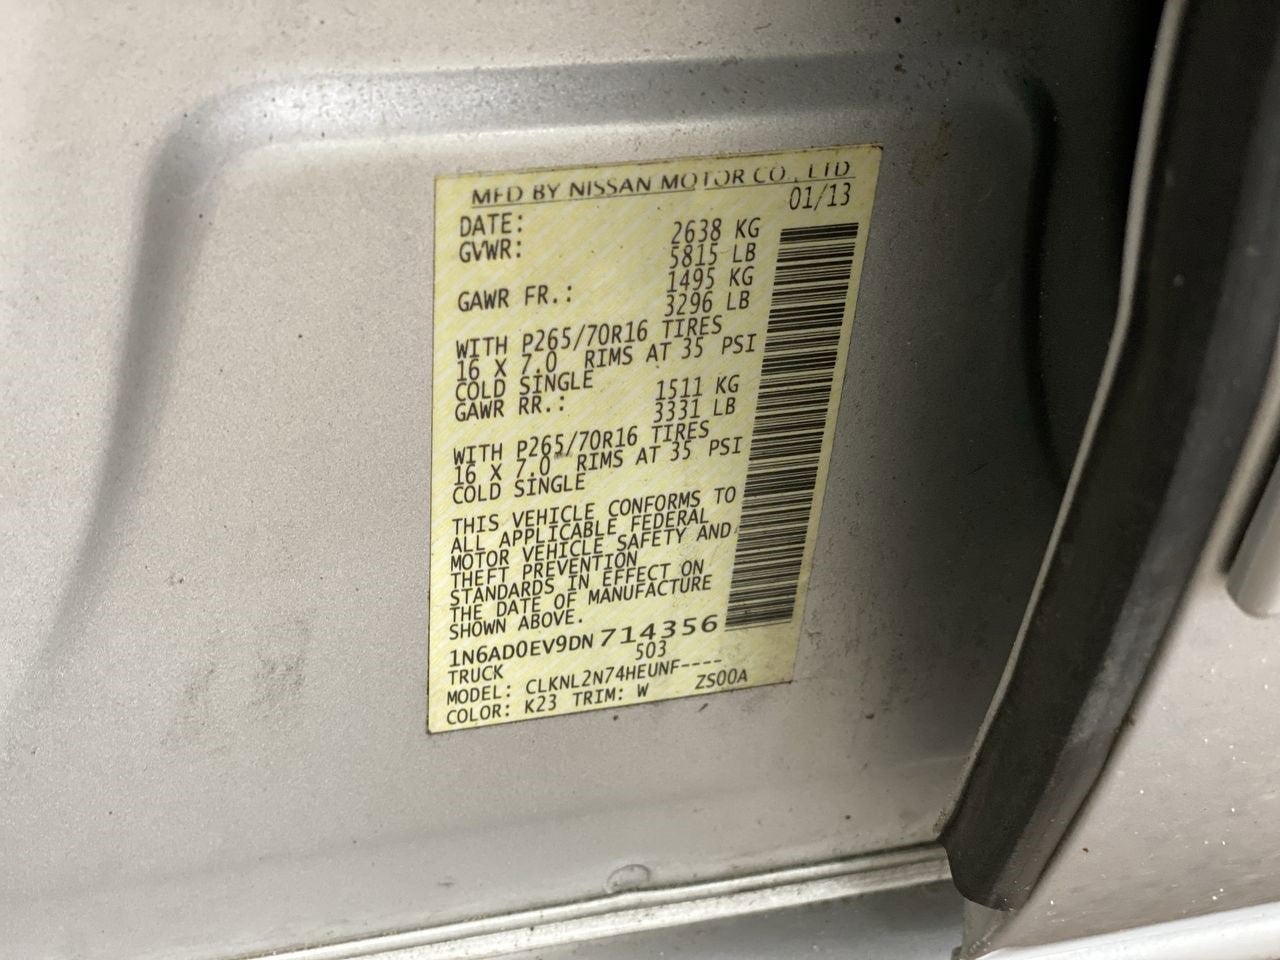 MFD BY NISSAN MOTOR CO., LTD
01/13
DATE:
GVWR: 2638 KG
5815 LB
GAWR FR.: 1495 KG
3296 LB
WITH P265/70R16 TIRES
16 X 7.0 RIMS AT 35 PSI
COLD SINGLE
GAWR RR.: 1511 KG
3331 LB
WITH P265/70R16 TIRES
16 X 7.0 RIMS AT 35 PSI
COLD SINGLE
THIS VEHICLE CONFORMS TO
ALL APPLICABLE FEDERAL
MOTOR VEHICLE SAFETY AND
THEFT PREVENTION
STANDARDS IN EFFECT ON
THE DATE OF MANUFACTURE
SHOWN ABOVE.
1N6AD0EV9DN714356
TRUCK 503
MODEL: CLKNL2N74HEUNF----
COLOR: K23 TRIM: W ZS00A